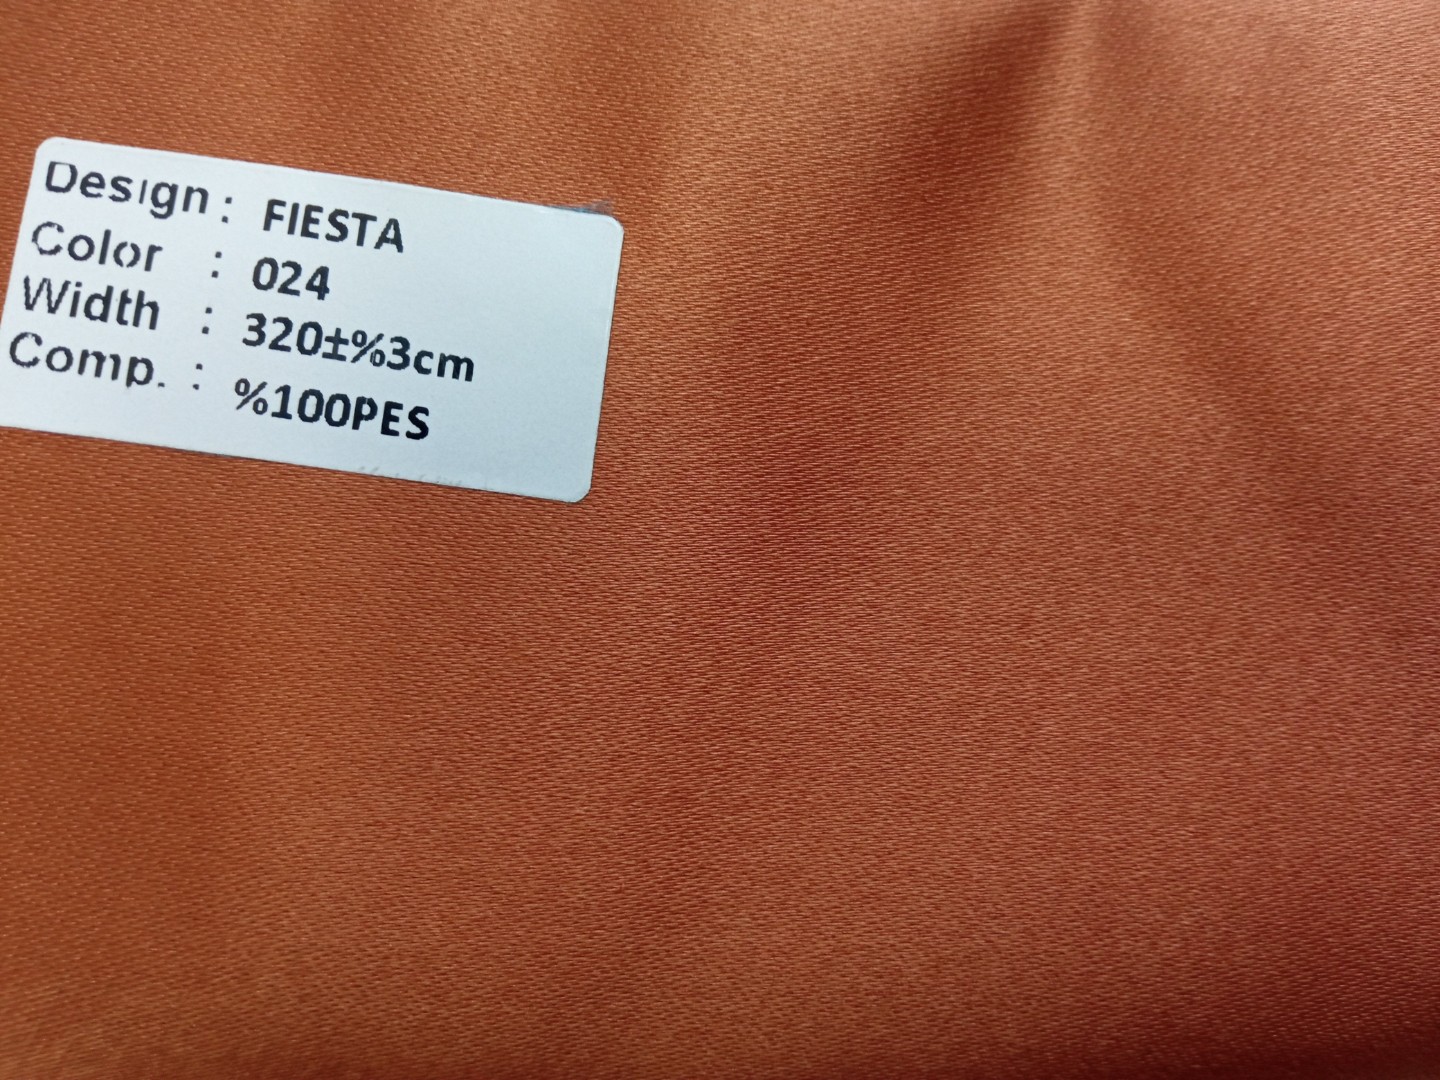 Design : FIESTA
Color : 024
Width : 320±%3cm
Comp. : %100PES